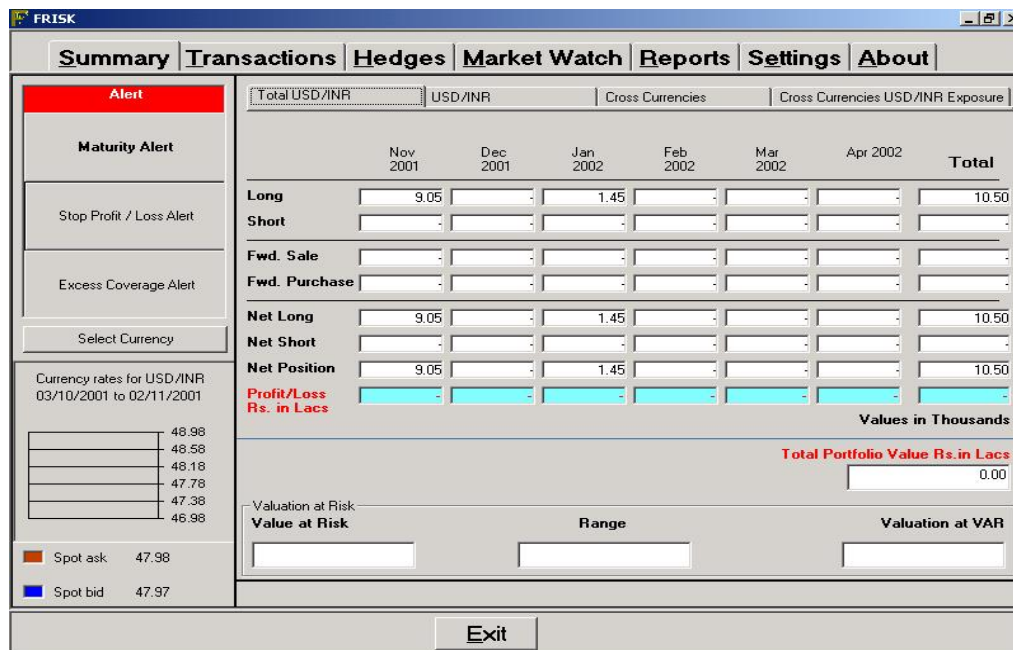 FRISK
Summary Transactions Hedges Market Watch Reports Settings About
Alert
Maturity Alert
Stop Profit / Loss Alert
Excess Coverage Alert
Select Currency
Currency rates for USD/INR
03/10/2001 to 02/11/2001
48.98
48.58
48.18
47.78
47.38
46.98
Spot ask 47.98
Spot bid 47.97
Total USD/INR USD/INR Cross Currencies Cross Currencies USD/INR Exposure
Nov 2001 Dec 2001 Jan 2002 Feb 2002 Mar 2002 Apr 2002 Total
Long 9.05 - 1.45 - - - 10.50
Short - - - - - - -
Fwd. Sale - - - - - - -
Fwd. Purchase - - - - - - -
Net Long 9.05 - 1.45 - - - 10.50
Net Short - - - - - - -
Net Position 9.05 - 1.45 - - - 10.50
Profit/Loss - - - - - - -
Rs. in Lacs
Values in Thousands
Total Portfolio Value Rs.in Lacs
0.00
Valuation at Risk
Value at Risk Range Valuation at VAR
Exit